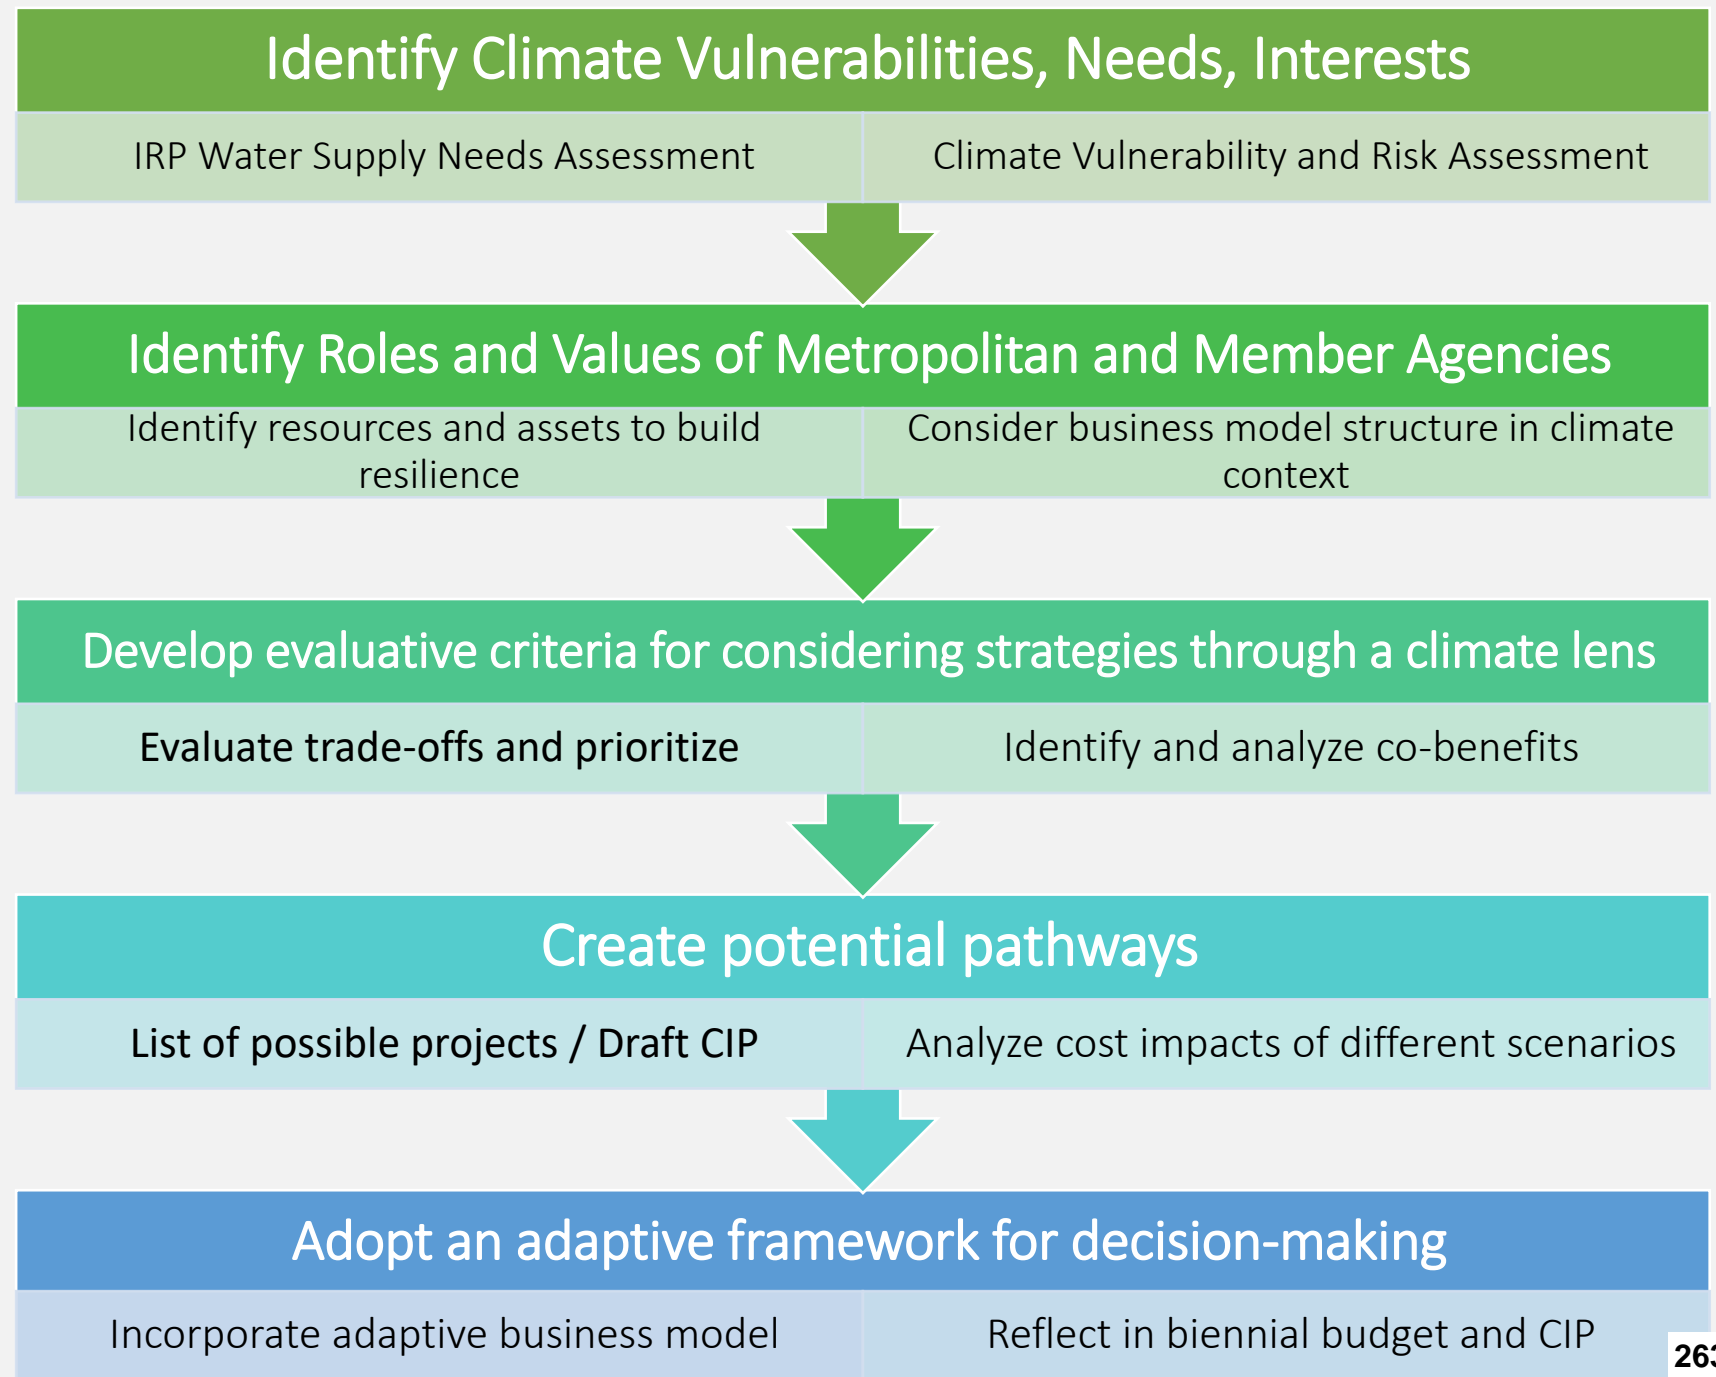 Identify Climate Vulnerabilities, Needs, Interests
IRP Water Supply Needs Assessment
Climate Vulnerability and Risk Assessment
Identify Roles and Values of Metropolitan and Member Agencies
Identify resources and assets to build
resilience
Consider business model structure in climate
context
Develop evaluative criteria for considering strategies through a climate lens
Evaluate trade-offs and prioritize
Identify and analyze co-benefits
Create potential pathways
List of possible projects / Draft CIP
Analyze cost impacts of different scenarios
Adopt an adaptive framework for decision-making
Incorporate adaptive business model
Reflect in biennial budget and CIP
263